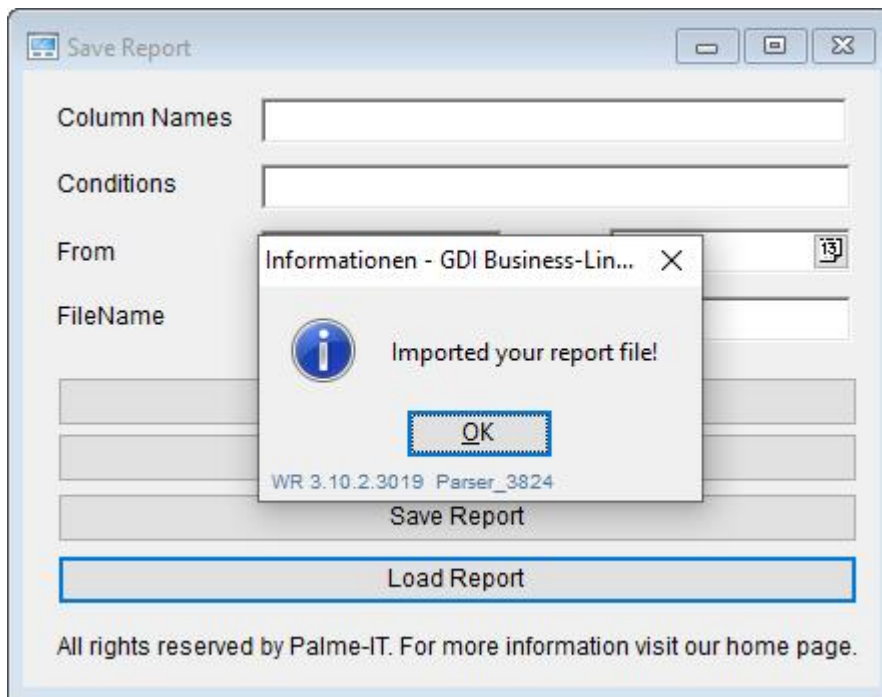 Save Report
Column Names
Conditions
From
13
FileName
Informationen - GDI Business-Lin...
Imported your report file!
OK
WR 3.10.2.3019 Parser_3824
Save Report
Load Report
All rights reserved by Palme-IT. For more information visit our home page.